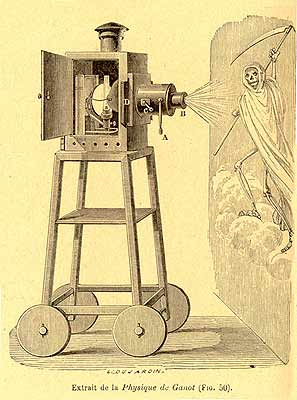 D
B
A
L. DUJARDIN.
Extrait de la Physique de Ganot (FIG. 50).